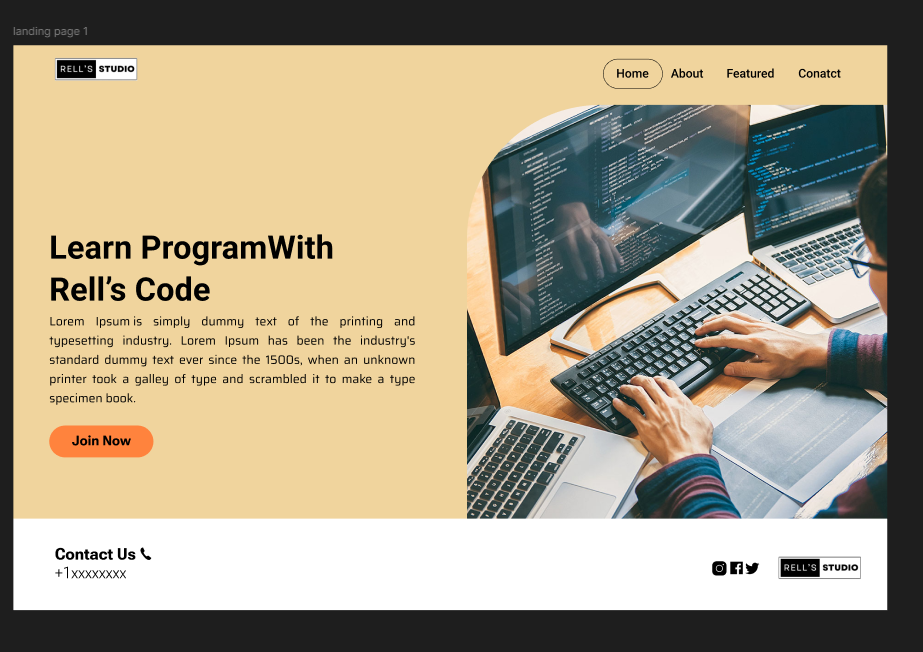 landing page 1
RELL'S STUDIO
Home About Featured Conatct
Learn ProgramWith
Rell's Code
Lorem Ipsum is simply dummy text of the printing and
typesetting industry. Lorem Ipsum has been the industry's
standard dummy text ever since the 1500s, when an unknown
printer took a galley of type and scrambled it to make a type
specimen book.
Join Now
Contact Us
+1xxxxxxxx
RELL'S STUDIO